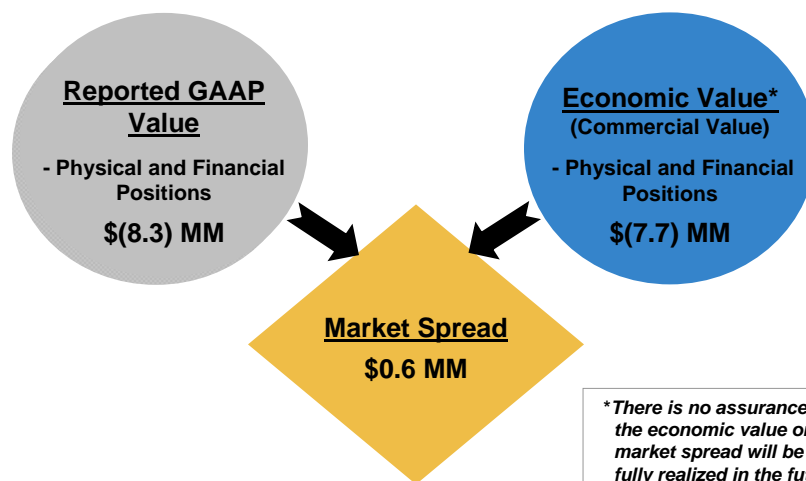 Reported GAAP
Value
- Physical and Financial
Positions
$(8.3) MM
Economic Value*
(Commercial Value)
- Physical and Financial
Positions
$(7.7) MM
Market Spread
$0.6 MM
*There is no assurance
the economic value
market spread will be
fully realized in the